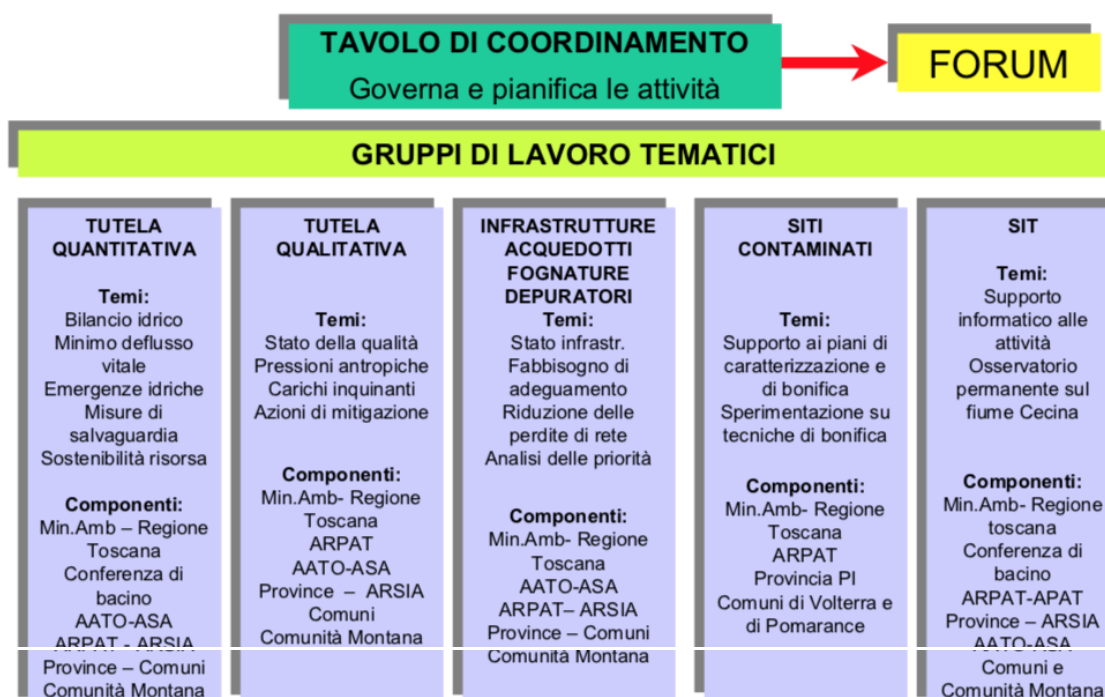 TAVOLO DI COORDINAMENTO
Governa e pianifica le attività
FORUM
GRUPPI DI LAVORO TEMATICI
TUTELA
QUANTITATIVA
Temi:
Bilancio idrico
Minimo deflusso
vitale
Emergenze idriche
Misure di
salvaguardia
Sostenibilità risorsa
Componenti:
Min.Amb – Regione
Toscana
Conferenza di
bacino
AATO-ASA
ARPAT - ARSIA
Province – Comuni
Comunità Montana
TUTELA
QUALITATIVA
Temi:
Stato della qualità
Pressioni antropiche
Carichi inquinanti
Azioni di mitigazione
Componenti:
Min.Amb- Regione
Toscana
ARPAT
AATO-ASA
Province – ARSIA
Comuni
Comunità Montana
INFRASTRUTTURE
ACQUEDOTTI
FOGNATURE
DEPURATORI
Temi:
Stato infrastr.
Fabbisogno di
adeguamento
Riduzione delle
perdite di rete
Analisi delle priorità
Componenti:
Min.Amb- Regione
Toscana
AATO-ASA
ARPAT– ARSIA
Province – Comuni
Comunità Montana
SITI
CONTAMINATI
Temi:
Supporto ai piani di
caratterizzazione e
di bonifica
Sperimentazione su
tecniche di bonifica
Componenti:
Min.Amb- Regione
Toscana
ARPAT
Provincia PI
Comuni di Volterra e
di Pomarance
SIT
Temi:
Supporto
informatico alle
attività
Osservatorio
permanente sul
fiume Cecina
Componenti:
Min.Amb- Regione
toscana
Conferenza di
bacino
ARPAT-APAT
Province – ARSIA
AATO-ASA
Comuni e
Comunità Montana